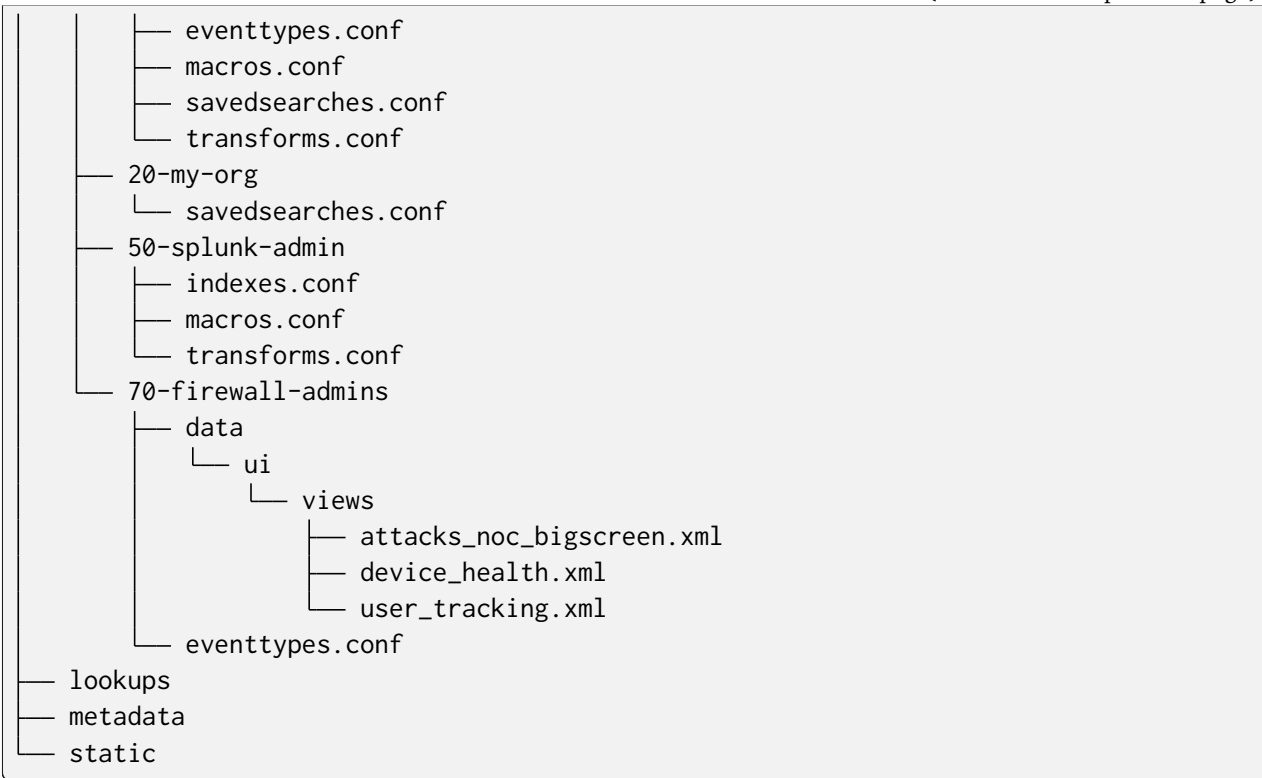 │   │   ├── eventtypes.conf
│   │   ├── macros.conf
│   │   ├── savedsearches.conf
│   │   └── transforms.conf
│   ├── 20-my-org
│   │   └── savedsearches.conf
│   ├── 50-splunk-admin
│   │   ├── indexes.conf
│   │   ├── macros.conf
│   │   └── transforms.conf
│   └── 70-firewall-admins
│       ├── data
│       │   └── ui
│       │       └── views
│       │           ├── attacks_noc_bigscreen.xml
│       │           ├── device_health.xml
│       │           └── user_tracking.xml
│       └── eventtypes.conf
├── lookups
├── metadata
└── static